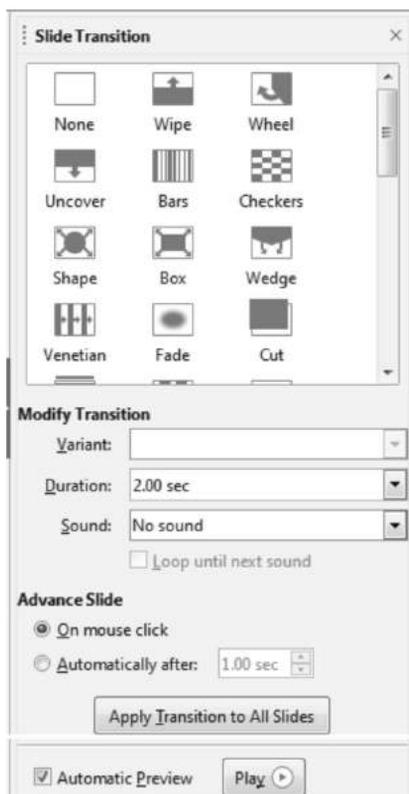 Slide Transition
None Wipe Wheel
Uncover Bars Checkers
Shape Box Wedge
Venetian Fade Cut
Modify Transition
Variant:
Duration: 2.00 sec
Sound: No sound
Loop until next sound
Advance Slide
On mouse click
Automatically after: 1.00 sec
Apply Transition to All Slides
Automatic Preview Play